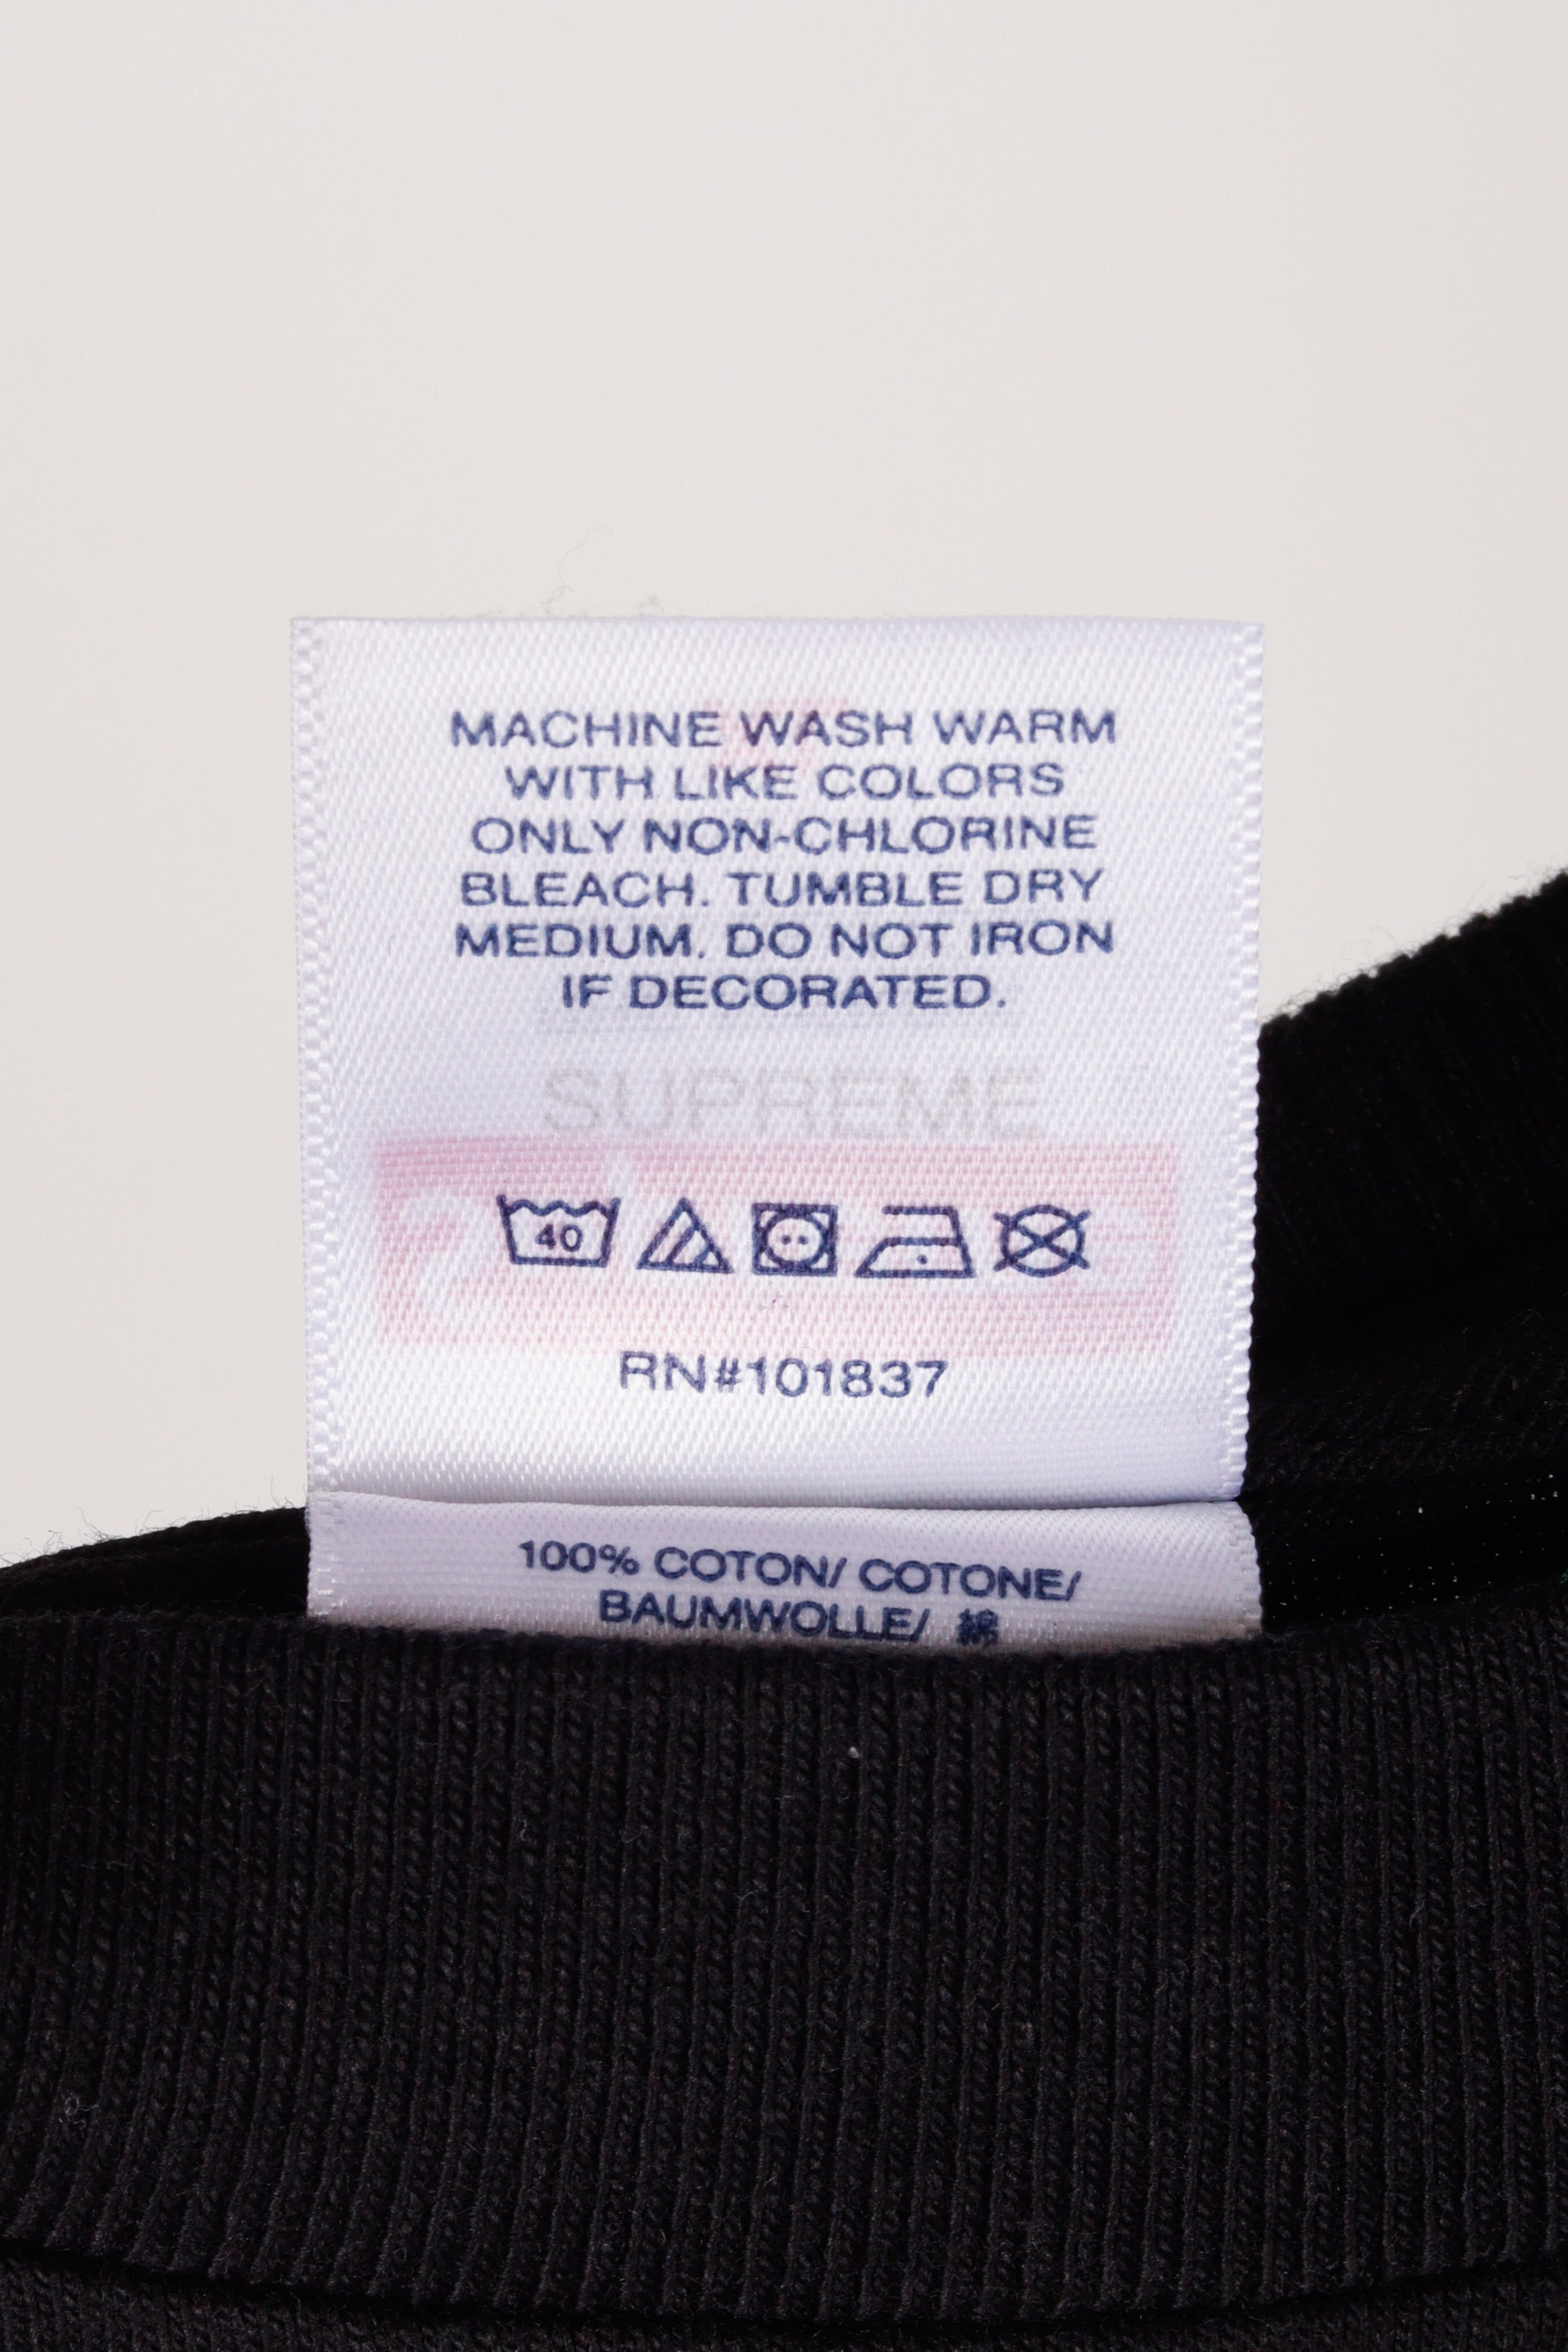 MACHINE WASH WARM
WITH LIKE COLORS
ONLY NON-CHLORINE
BLEACH. TUMBLE DRY
MEDIUM. DO NOT IRON
IF DECORATED.
SUPREME
40
RN#101837
100% COTON/ COTONE/
BAUMWOLLE/ 綿